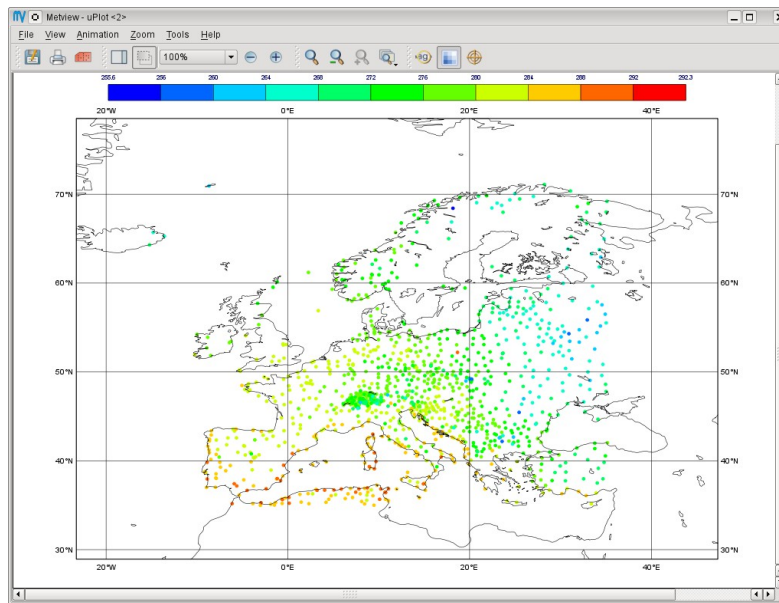 Metview - uPlot <2>
File View Animation Zoom Tools Help
100%
255.6 256 260 264 268 272 276 280 284 288 292 292.3
20°W 0°E 20°E 40°E
70°N 70°N
60°N 60°N
50°N 50°N
40°N 40°N
30°N 30°N
20°W 0°E 20°E 40°E